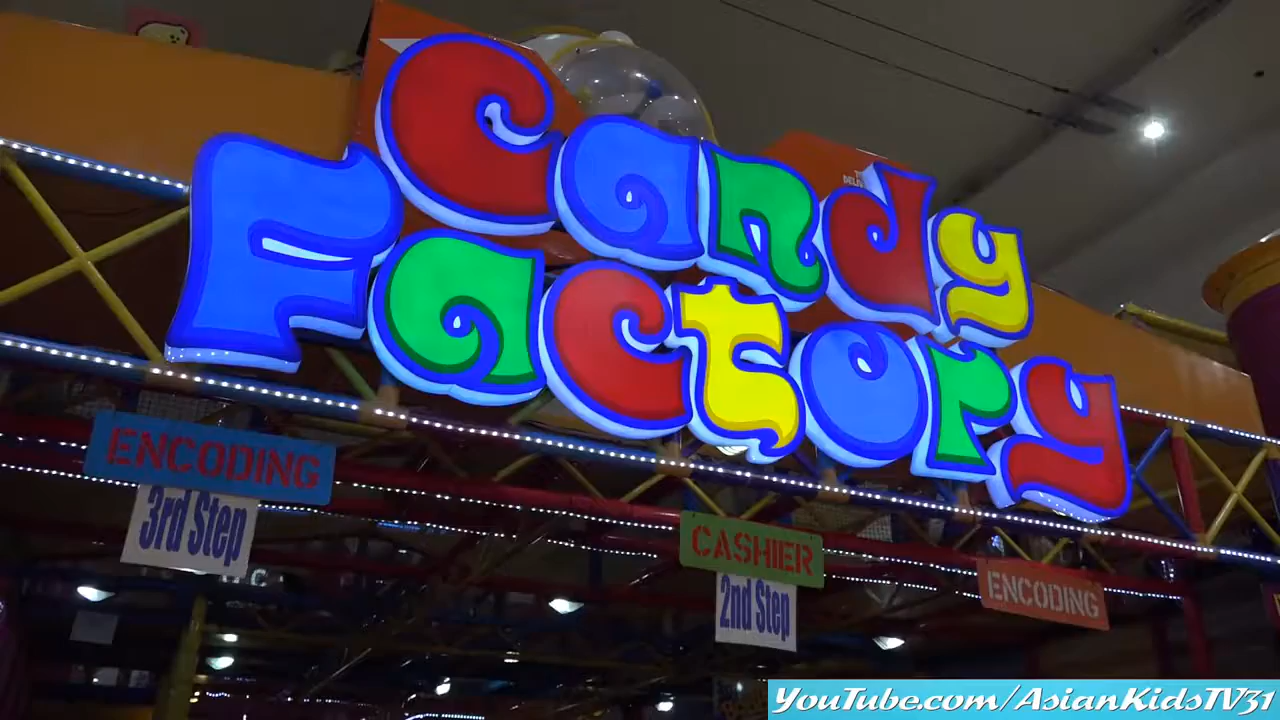 Candy
Factory
ENCODING
3rd Step
CASHIER
2nd Step
ENCODING
YouTube.com/AsianKidsTV31